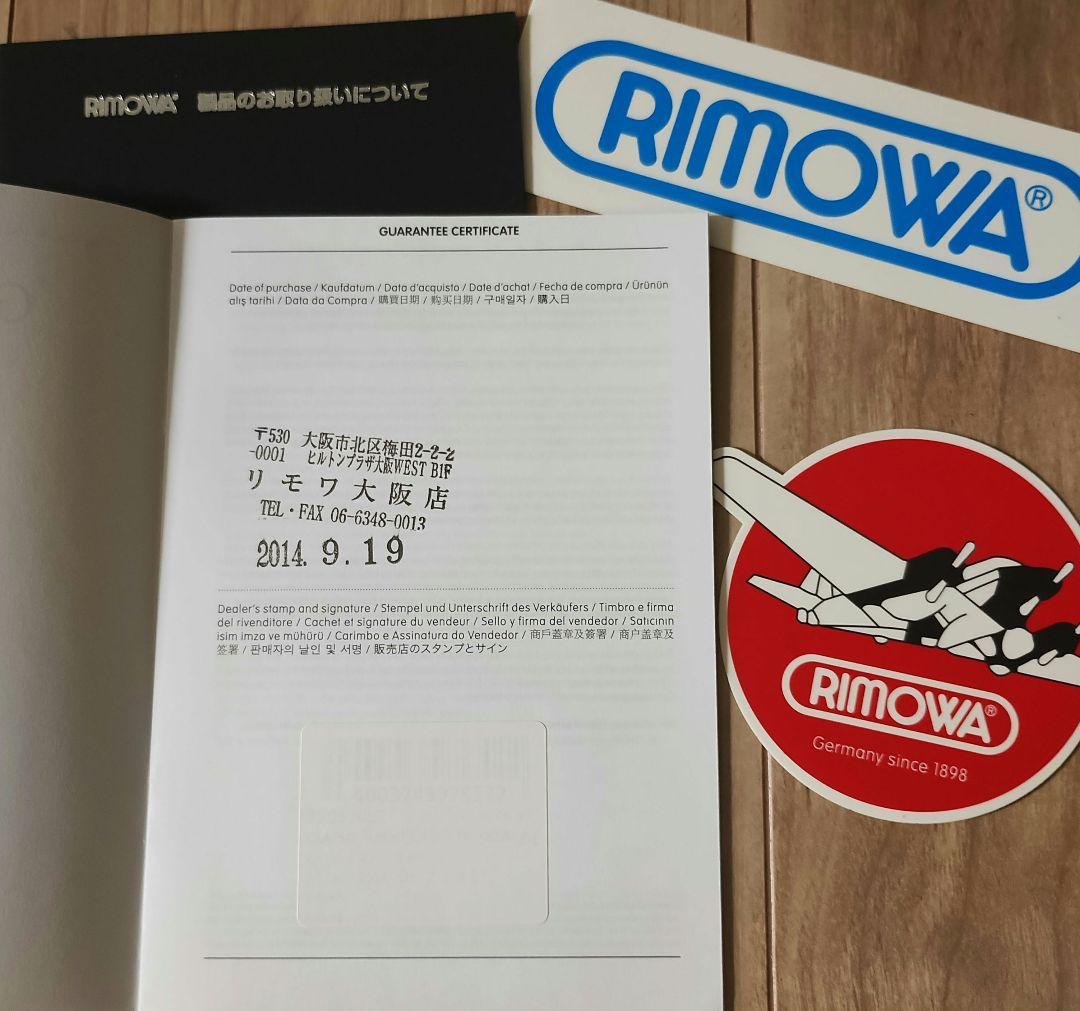 RIMOWA® 製品のお取り扱いについて
RIMOWA®
GUARANTEE CERTIFICATE
Date of purchase / Kaufdatum / Data d'acquisto / Date d'achat / Fecha de compra / Ürünün
alış tarihi / Data da Compra / 購買日期 / 购买日期 / 구매일자 / 購入日
〒530 大阪市北区梅田2-2-2
-0001 ヒルトンプラザ大阪WEST B1F
リモワ大阪店
TEL・FAX 06-6348-0013
2014. 9.19
Dealer's stamp and signature / Stempel und Unterschrift des Verkäufers / Timbro e firma
del rivenditore / Cachet et signature du vendeur / Sello y firma del vendedor / Satıcının
isim imza ve mühürü / Carimbo e Assinatura do Vendedor / 商戶蓋章及簽署 / 商户盖章及
签署 / 판매자의 날인 및 서명 / 販売店のスタンプとサイン
RIMOWA®
Germany since 1898